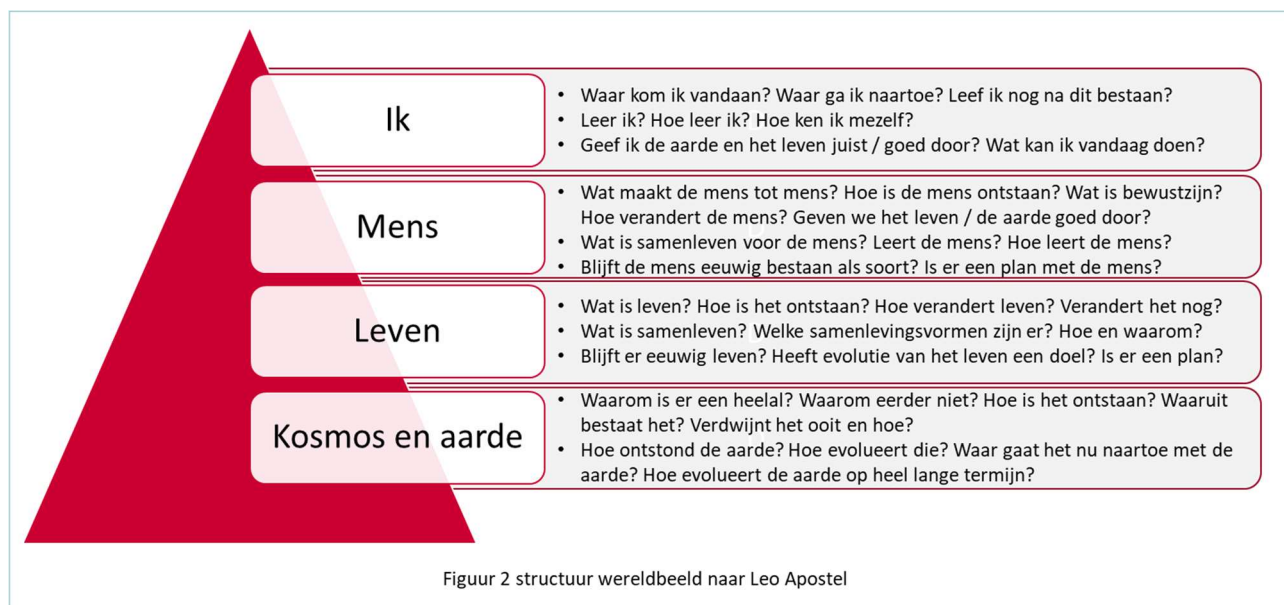 Ik
• Waar kom ik vandaan? Waar ga ik naartoe? Leef ik nog na dit bestaan?
• Leer ik? Hoe leer ik? Hoe ken ik mezelf?
• Geef ik de aarde en het leven juist / goed door? Wat kan ik vandaag doen?
Mens
• Wat maakt de mens tot mens? Hoe is de mens ontstaan? Wat is bewustzijn?
Hoe verandert de mens? Geven we het leven / de aarde goed door?
• Wat is samenleven voor de mens? Leert de mens? Hoe leert de mens?
• Blijft de mens eeuwig bestaan als soort? Is er een plan met de mens?
Leven
• Wat is leven? Hoe is het ontstaan? Hoe verandert leven? Verandert het nog?
• Wat is samenleven? Welke samenlevingsvormen zijn er? Hoe en waarom?
• Blijft er eeuwig leven? Heeft evolutie van het leven een doel? Is er een plan?
Kosmos en aarde
• Waarom is er een heelal? Waarom eerder niet? Hoe is het ontstaan? Waaruit
bestaat het? Verdwijnt het ooit en hoe?
• Hoe ontstond de aarde? Hoe evolueert die? Waar gaat het nu naartoe met de
aarde? Hoe evolueert de aarde op heel lange termijn?
Figuur 2 structuur wereldbeeld naar Leo Apostel